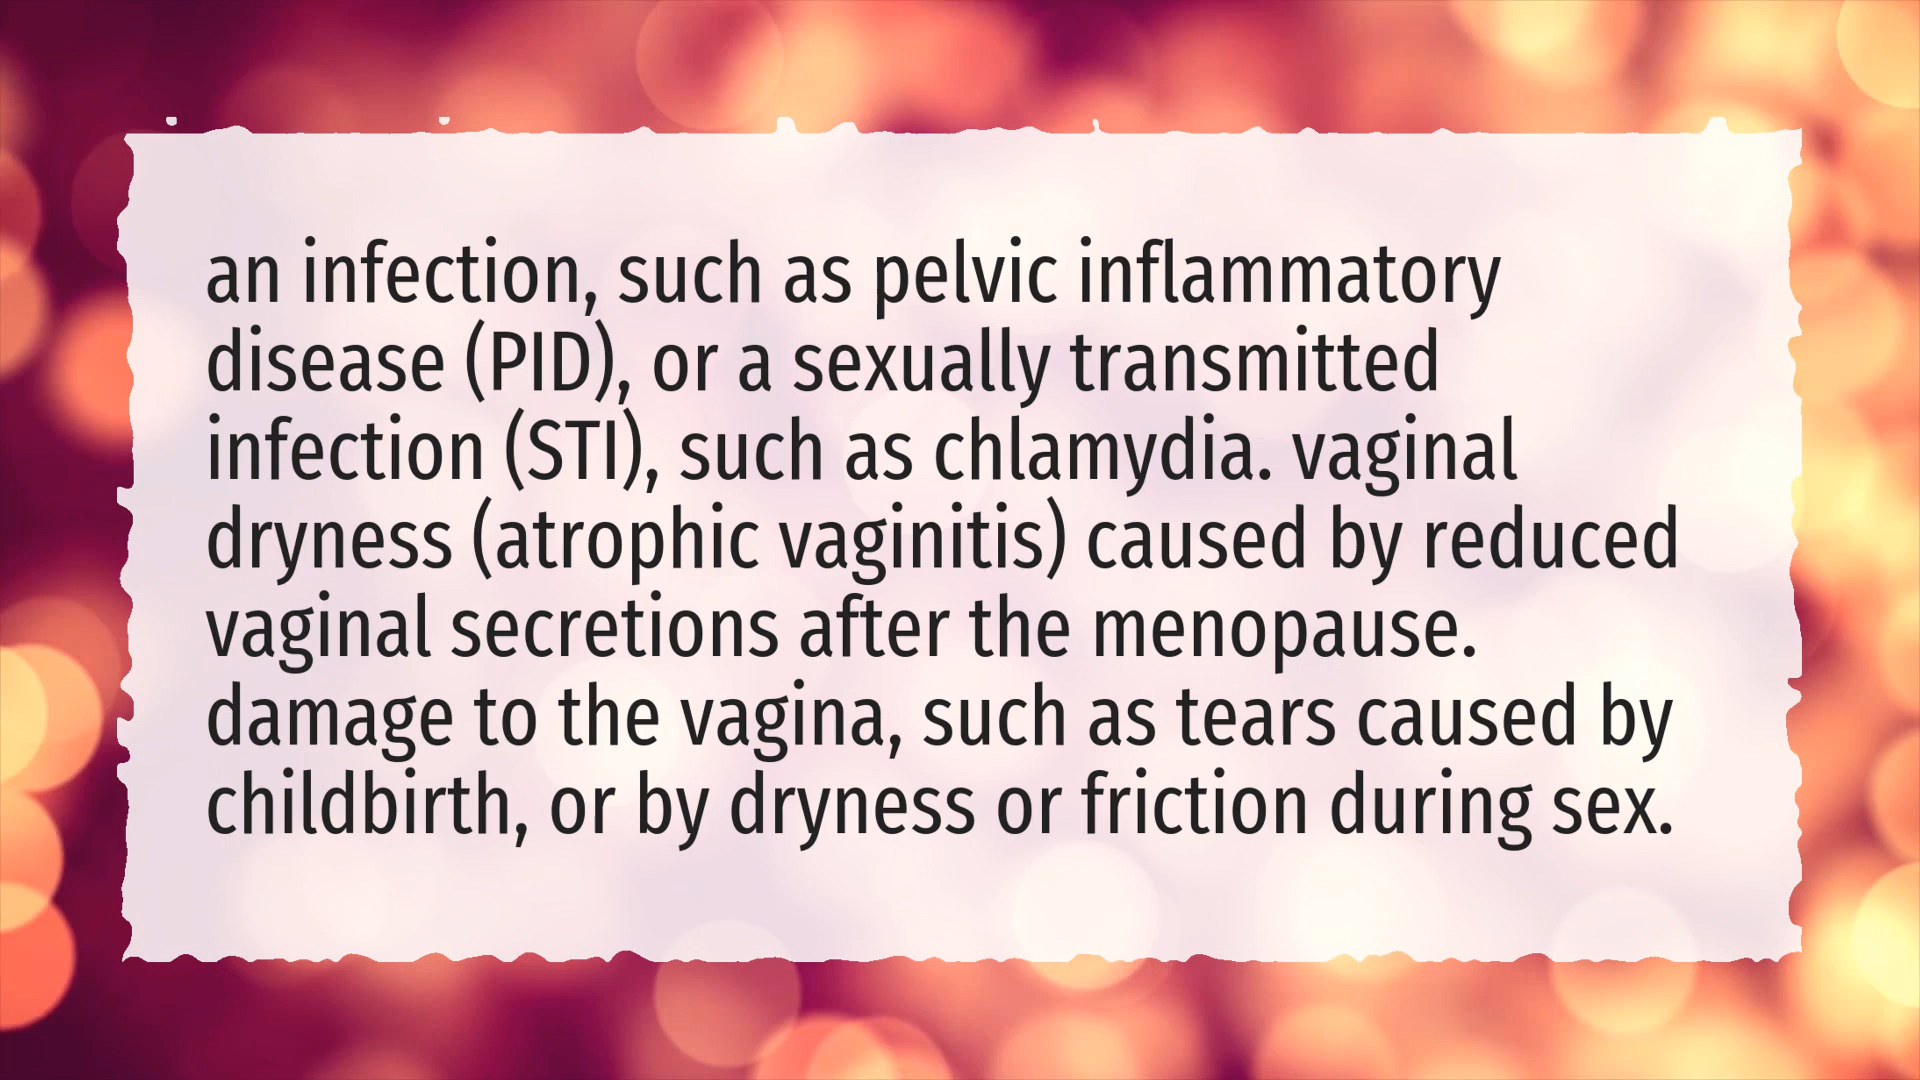 an infection, such as pelvic inflammatory
disease (PID), or a sexually transmitted
infection (STI), such as chlamydia. vaginal
dryness (atrophic vaginitis) caused by reduced
vaginal secretions after the menopause.
damage to the vagina, such as tears caused by
childbirth, or by dryness or friction during sex.